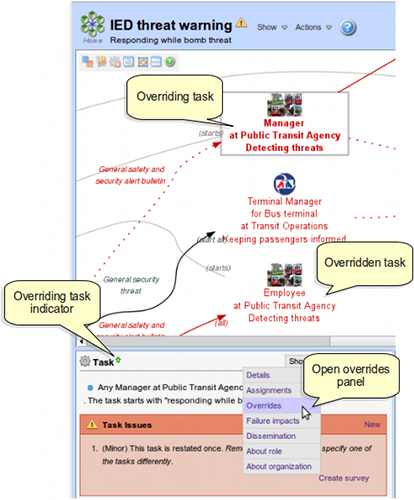 IED threat warning
Show
Actions
?
Home
Responding while bomb threat
Overriding task
Manager
at Public Transit Agency
Detecting threats
(starts)
General safety and
security alert bulletin
Terminal Manager
for Bus terminal
at Transit Operations
Keeping passengers informed
(start
(starts)
General security
threat
Overridden task
Employee
at Public Transit Agency
Detecting threats
Overriding task
indicator
General safety and
security alert bulletin
(all)
Task
Sho
Open overrides
panel
Any Manager at Public Transit Agenc
. The task starts with "responding while b
Details
Assignments
Overrides
Failure impacts
Dissemination
About role
About organization
Task Issues
New
1. (Minor) This task is restated once. Rem
specify one of
the tasks differently.
Create survey